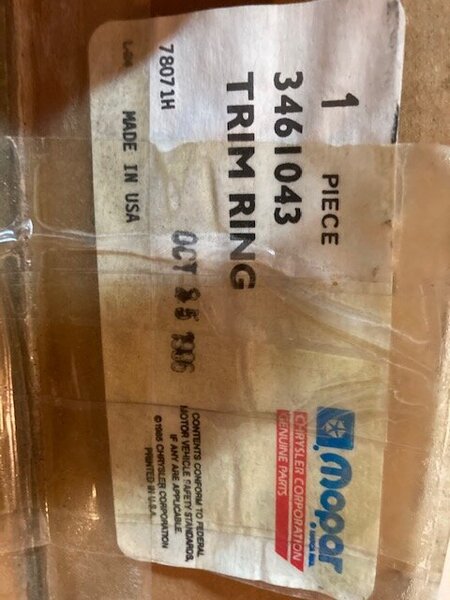 1 PIECE
3461043
TRIM RING
78071H OCT 25 1986
MADE IN USA
Mopar
CHRYSLER CORPORATION
GENUINE PARTS
CONTENTS CONFORM TO FEDERAL
MOTOR VEHICLE SAFETY STANDARDS,
IF ANY ARE APPLICABLE.
©1985 CHRYSLER CORPORATION
PRINTED IN U.S.A.